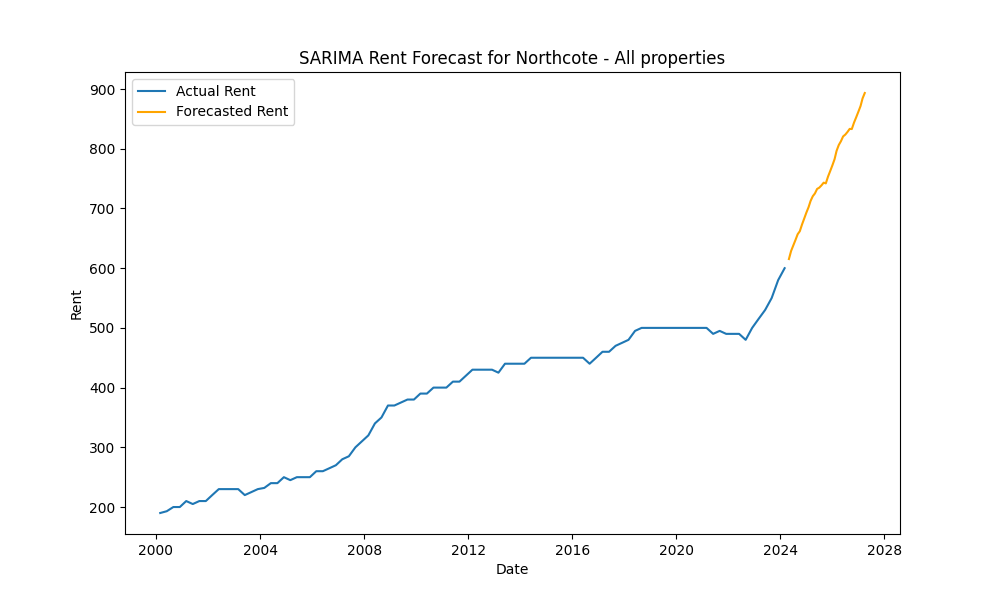 SARIMA Rent Forecast for Northcote - All properties
Actual Rent
Forecasted Rent
900
800
700
600
500
400
300
200
Rent
2000 2004 2008 2012 2016 2020 2024 2028
Date